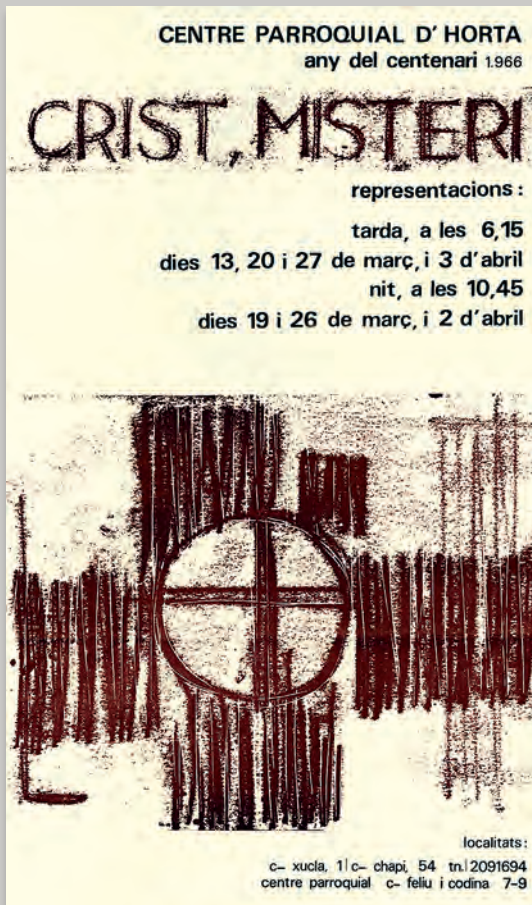 CENTRE PARROQUIAL D'HORTA
any del centenari 1.966
CRIST, MISTERI
representacions:
tarda, a les 6,15
dies 13, 20 i 27 de març, i 3 d'abril
nit, a les 10,45
dies 19 i 26 de març, i 2 d'abril
localitats:
c– xucla, 1 | c– chapi, 54 tn. | 2091694
centre parroquial c– feliu i codina 7-9